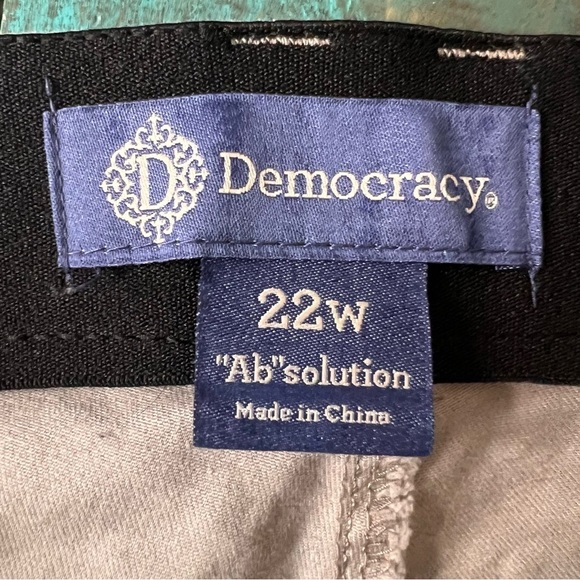 D Democracy®
22W
"Ab"solution
Made in China